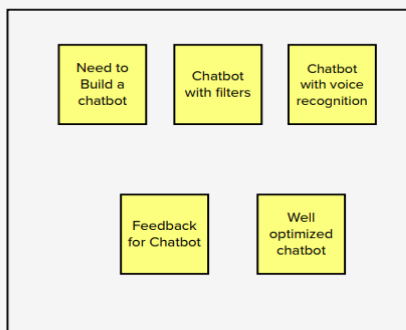 Need to
Build a
chatbot
Chatbot
with filters
Chatbot
with voice
recognition
Feedback
for Chatbot
Well
optimized
chatbot